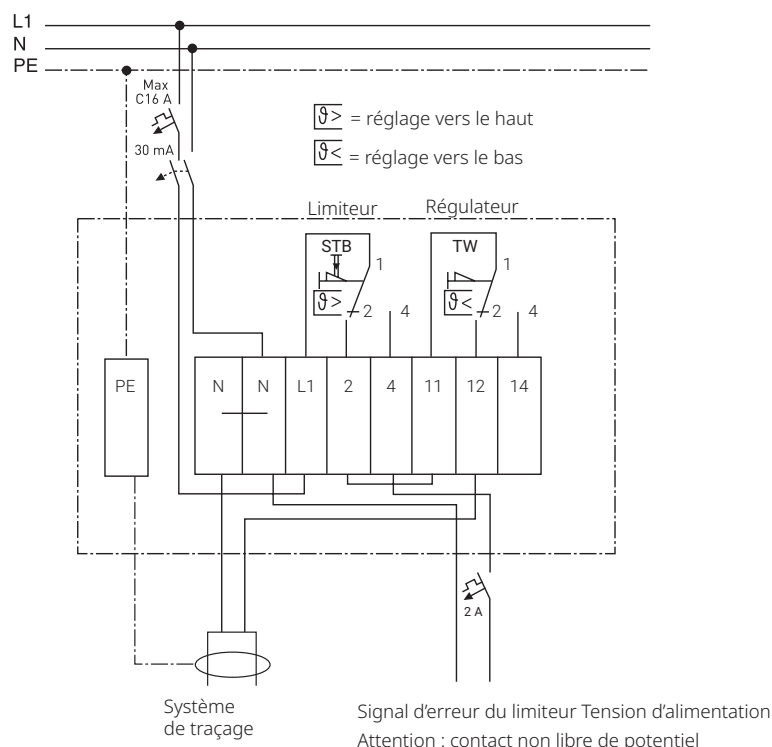 L1
N
PE
Max
C16 A
30 mA
ϑ> = réglage vers le haut
ϑ< = réglage vers le bas
Limiteur
Régulateur
STB
TW
1
1
ϑ>
2
4
ϑ<
2
4
PE
N
N
L1
2
4
11
12
14
2 A
Système
de traçage
Signal d'erreur du limiteur Tension d'alimentation
Attention : contact non libre de potentiel